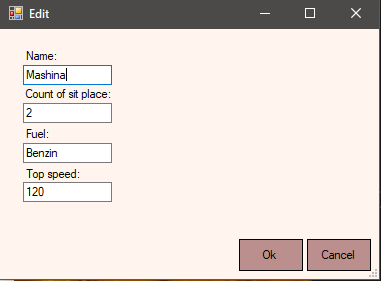 Edit
Name:
Mashina
Count of sit place:
2
Fuel:
Benzin
Top speed:
120
Ok Cancel